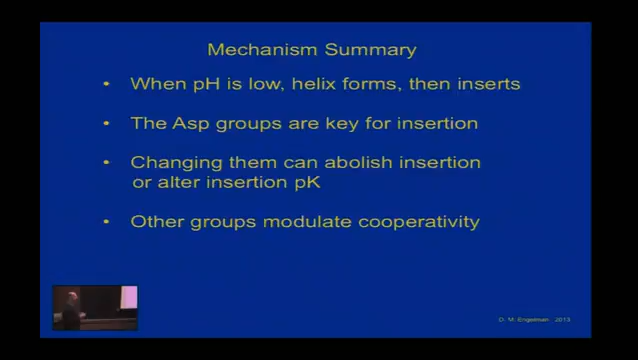 Mechanism Summary
• When pH is low, helix forms, then inserts
• The Asp groups are key for insertion
• Changing them can abolish insertion
or alter insertion pK
• Other groups modulate cooperativity
D. M. Engelman 2013